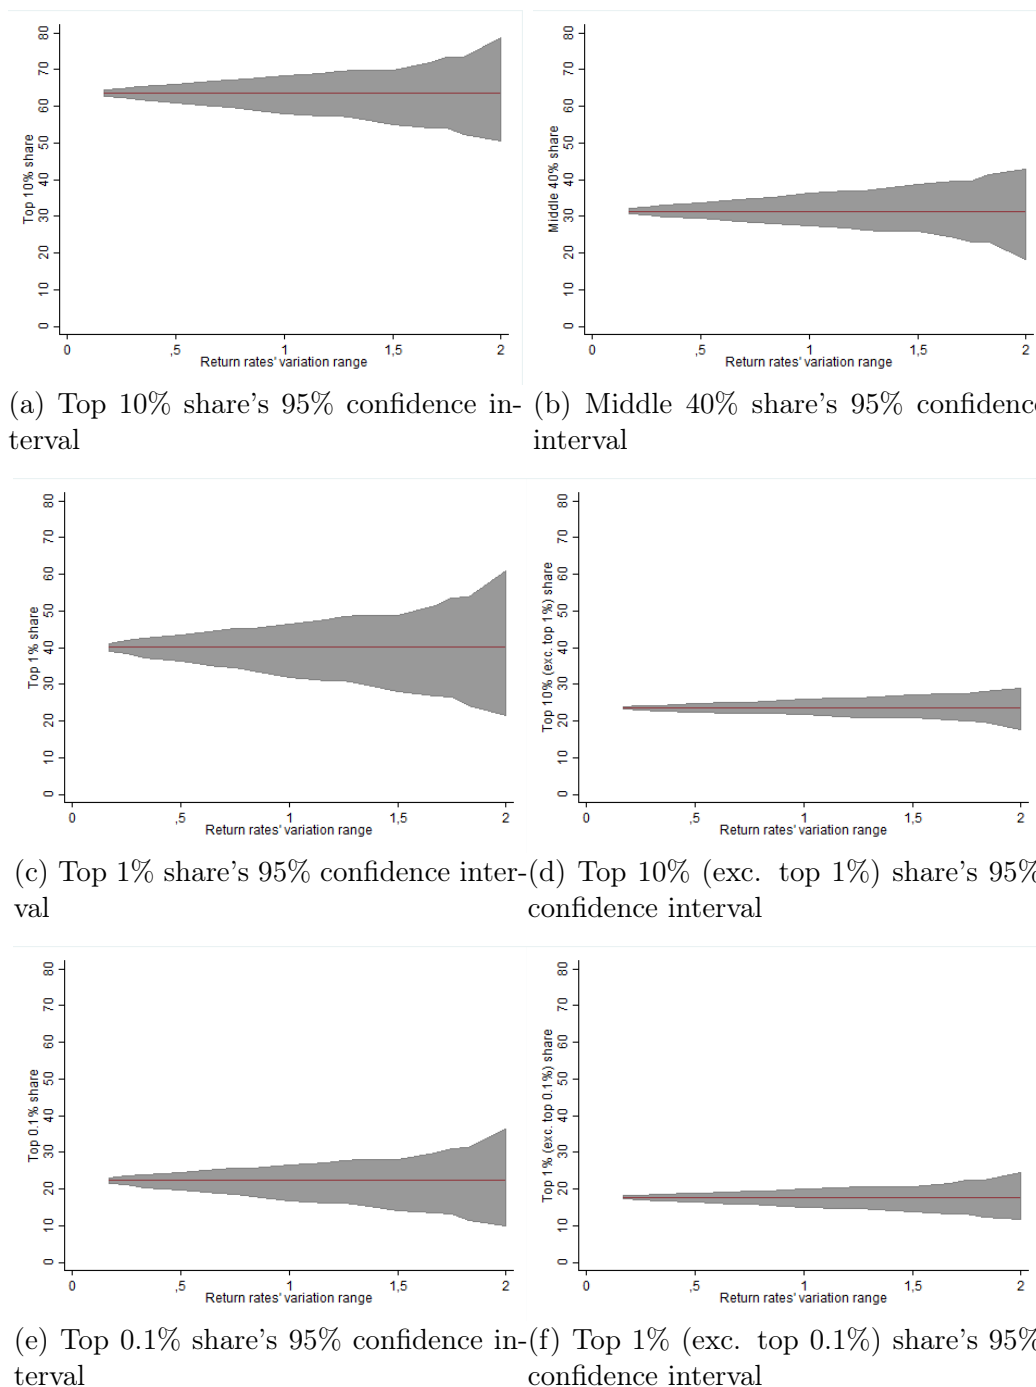 80
70
60
50
40
30
20
10
0
Top 10% share
0 ,5 1 1,5 2
Return rates' variation range
80
70
60
50
40
30
20
10
0
Middle 40% share
0 ,5 1 1,5 2
Return rates' variation range
(a) Top 10% share's 95% confidence in-
terval
(b) Middle 40% share's 95% confidence
interval
80
70
60
50
40
30
20
10
0
Top 1% share
0 ,5 1 1,5 2
Return rates' variation range
80
70
60
50
40
30
20
10
0
Top 10% (exc. top 1%) share
0 ,5 1 1,5 2
Return rates' variation range
(c) Top 1% share's 95% confidence inter-
val
(d) Top 10% (exc. top 1%) share's 95%
confidence interval
80
70
60
50
40
30
20
10
0
Top 0.1% share
0 ,5 1 1,5 2
Return rates' variation range
80
70
60
50
40
30
20
10
0
Top 1% (exc. top 0.1%) share
0 ,5 1 1,5 2
Return rates' variation range
(e) Top 0.1% share's 95% confidence in-
terval
(f) Top 1% (exc. top 0.1%) share's 95%
confidence interval